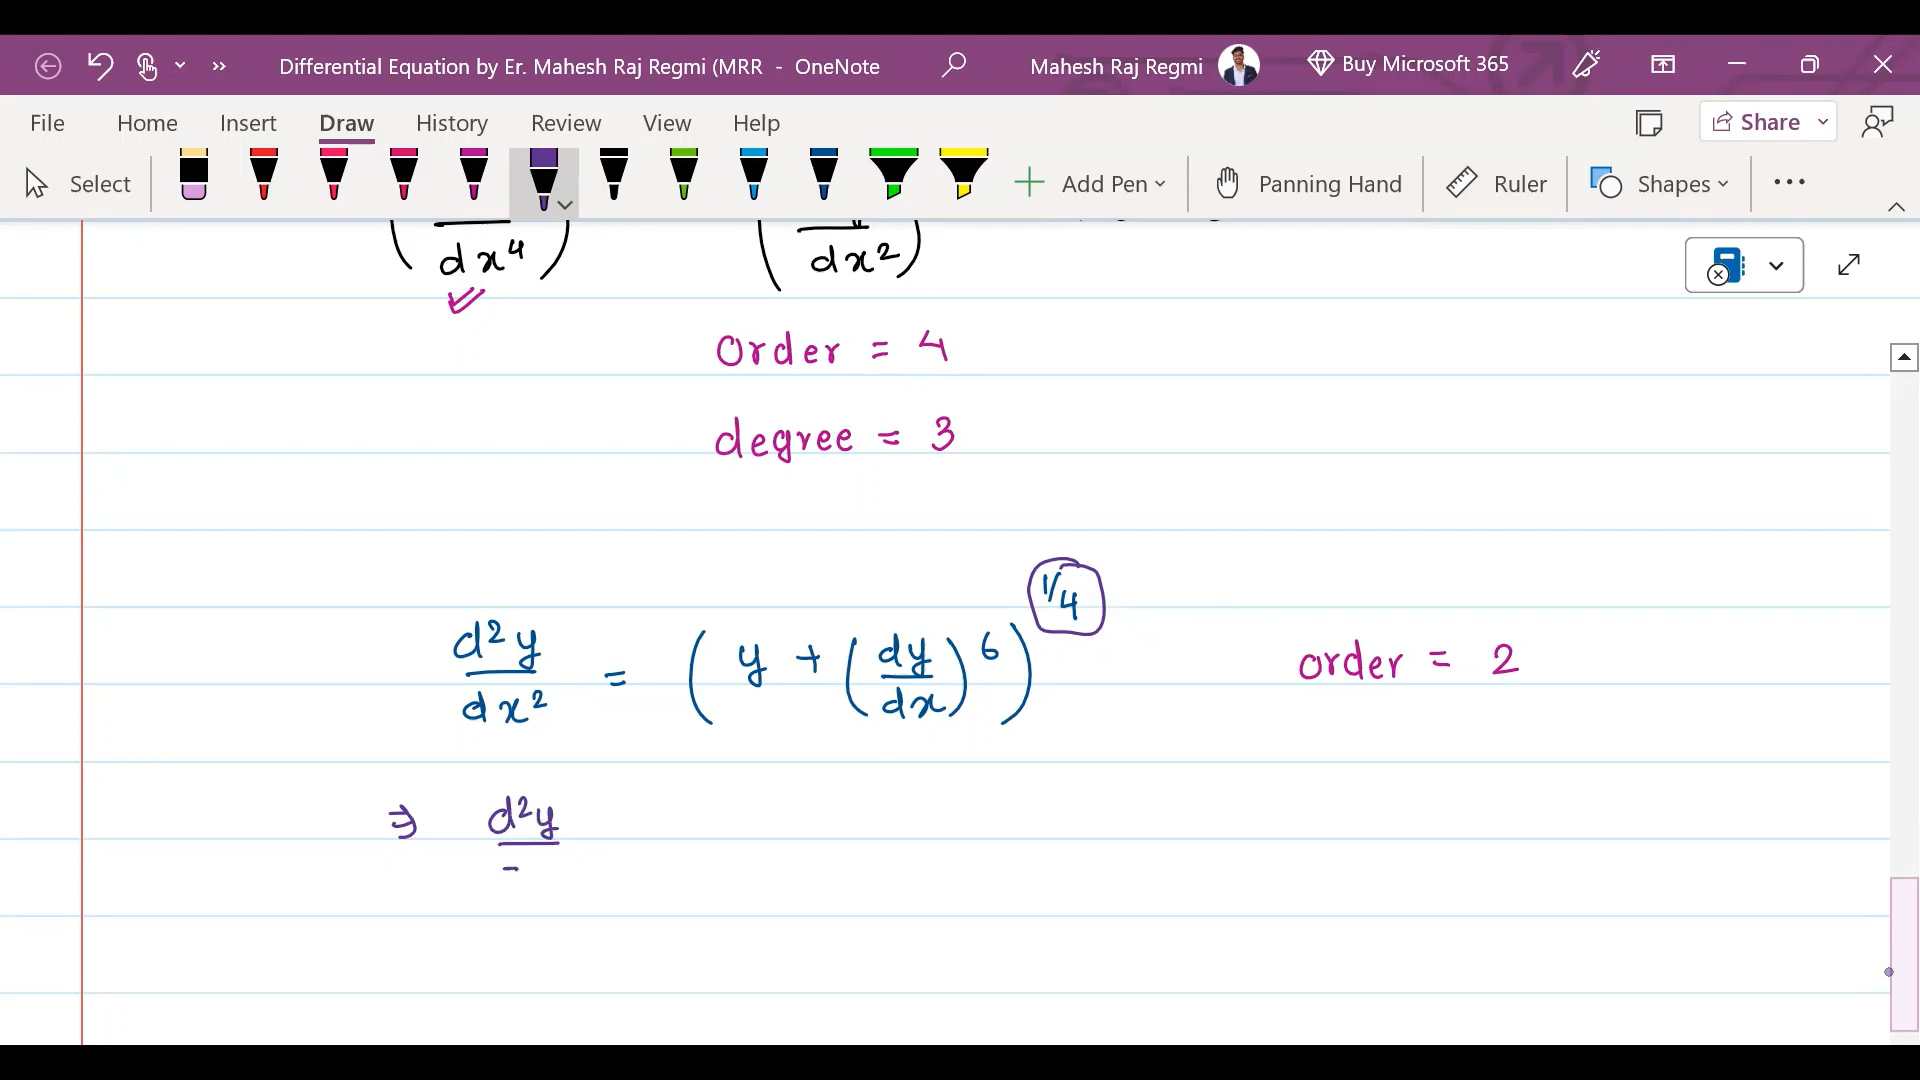 Differential Equation by Er. Mahesh Raj Regmi (MRR - OneNote
Mahesh Raj Regmi
Buy Microsoft 365
File Home Insert Draw History Review View Help
Share
Select
Add Pen
Panning Hand
Ruler
Shapes
dx⁴ dx²
Order = 4
degree = 3
d²y/dx² = (y + (dy/dx)⁶)^1/4
order = 2
⇒ d²y